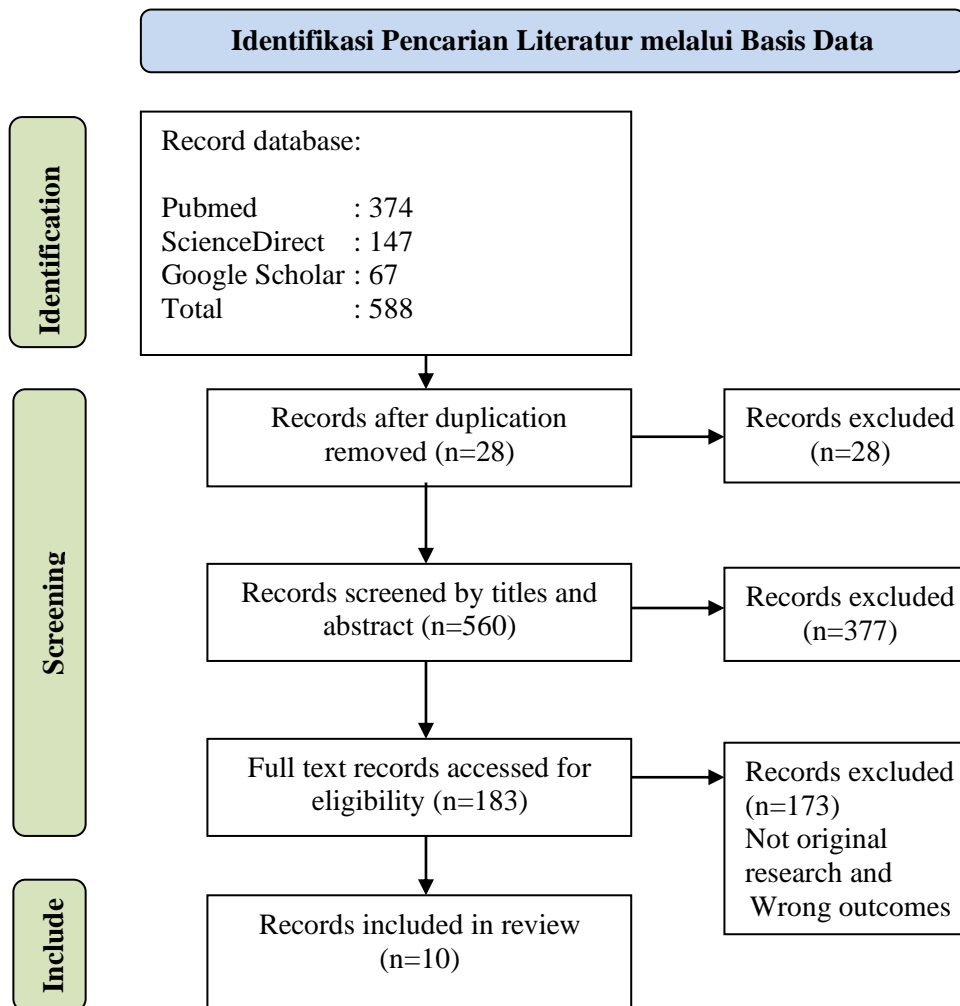 Identifikasi Pencarian Literatur melalui Basis Data
Identification
Record database:
Pubmed : 374
ScienceDirect : 147
Google Scholar : 67
Total : 588
Screening
Records after duplication
removed (n=28)
Records excluded
(n=28)
Records screened by titles and
abstract (n=560)
Records excluded
(n=377)
Full text records accessed for
eligibility (n=183)
Records excluded
(n=173)
Not original
research and
Wrong outcomes
Include
Records included in review
(n=10)